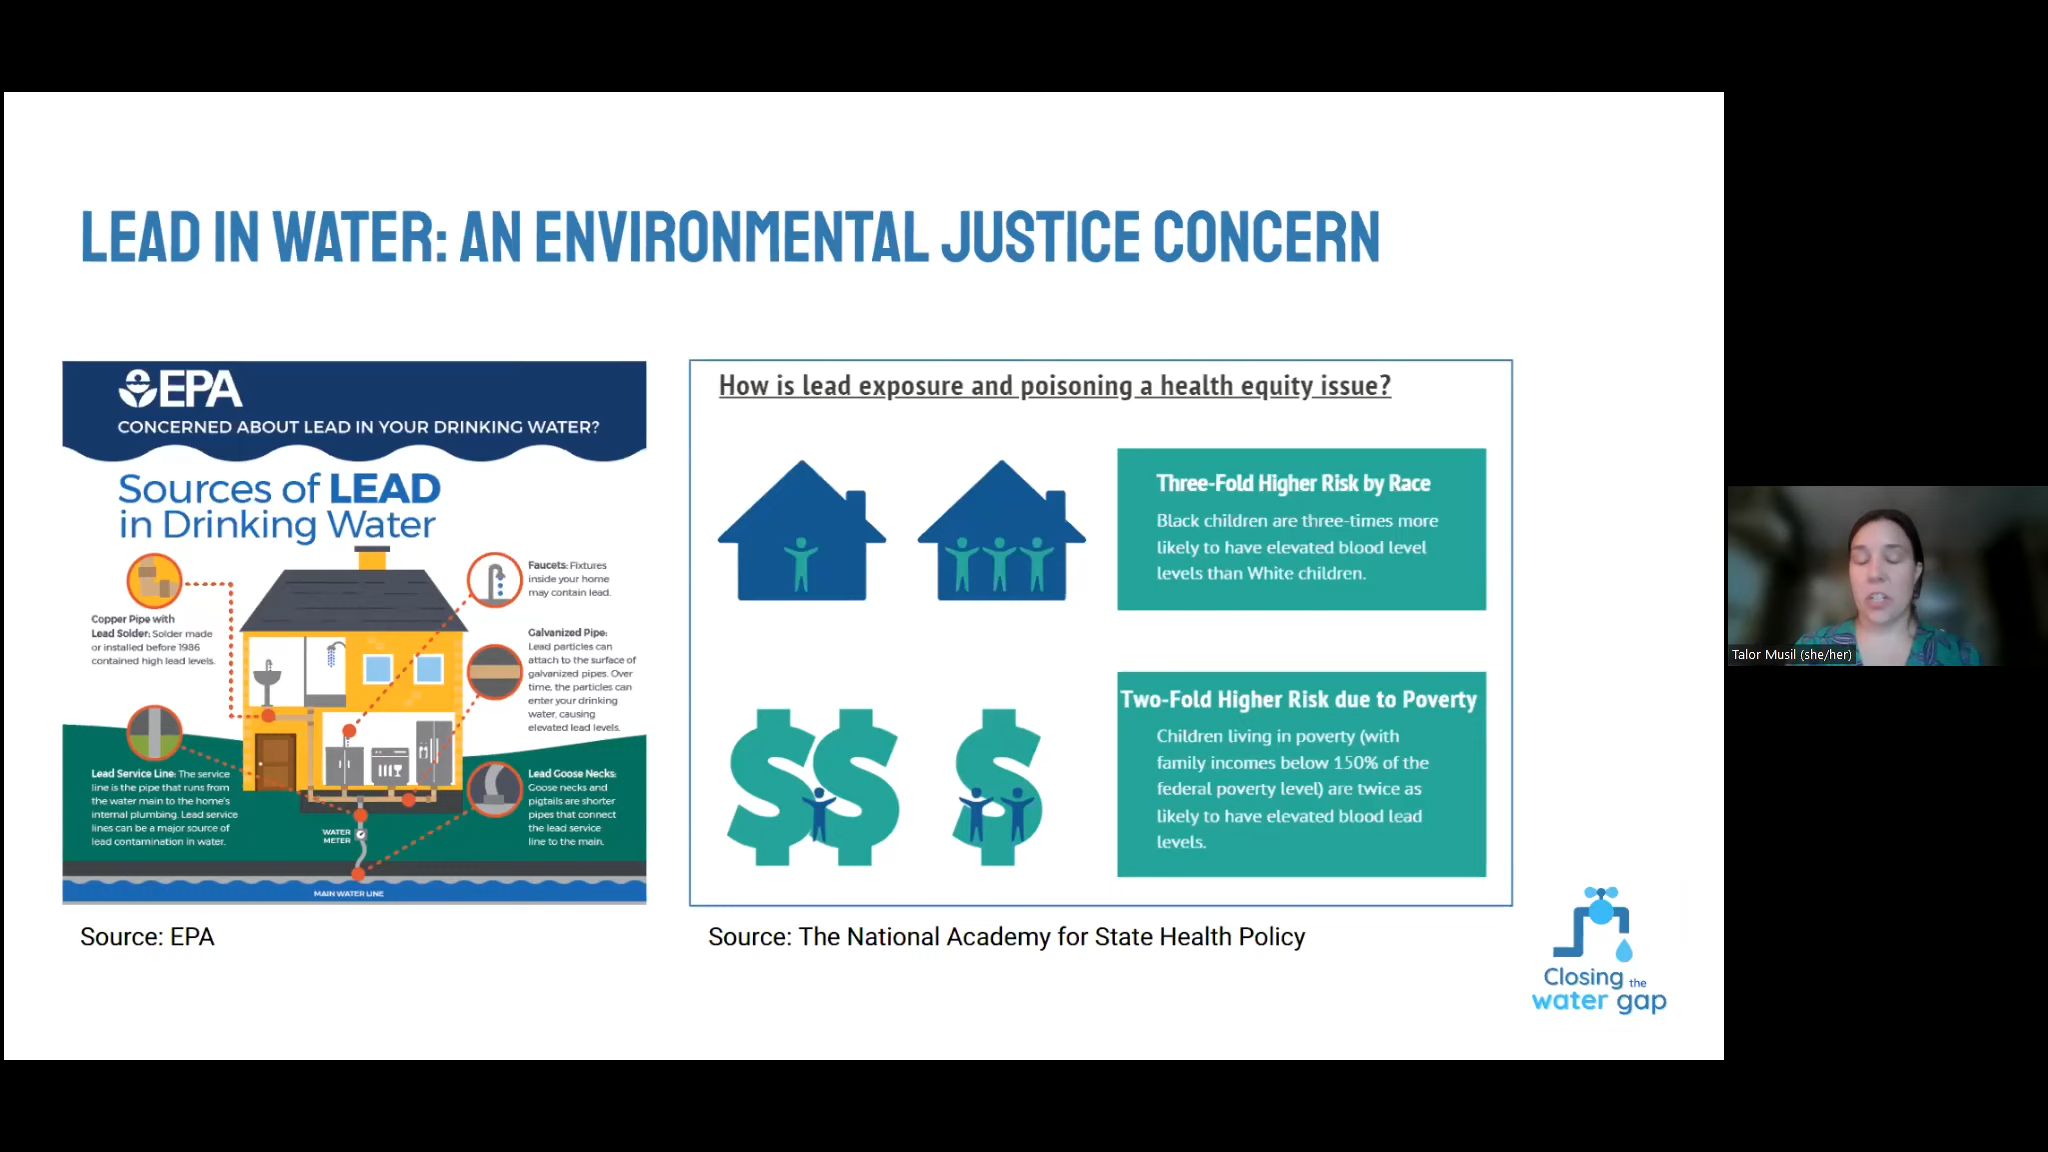 LEAD IN WATER: AN ENVIRONMENTAL JUSTICE CONCERN
EPA
CONCERNED ABOUT LEAD IN YOUR DRINKING WATER?
Sources of LEAD
in Drinking Water
Copper Pipe with
Lead Solder: Solder made
or installed before 1986
contained high lead levels.
Faucets: Fixtures
inside your home
may contain lead.
Galvanized Pipe:
Lead particles can
attach to the surface of
galvanized pipes. Over
time, the particles can
enter your drinking
water, causing
elevated lead levels.
Lead Service Line: The service
line is the pipe that runs from
the water main to the home's
internal plumbing. Lead service
lines can be a major source of
lead contamination in water.
WATER
METER
Lead Goose Necks:
Goose necks and
pigtails are shorter
pipes that connect
the lead service
line to the main.
MAIN WATER LINE
Source: EPA
How is lead exposure and poisoning a health equity issue?
Three-Fold Higher Risk by Race
Black children are three-times more
likely to have elevated blood level
levels than White children.
$$ $
Two-Fold Higher Risk due to Poverty
Children living in poverty (with
family incomes below 150% of the
federal poverty level) are twice as
likely to have elevated blood lead
levels.
Source: The National Academy for State Health Policy
Closing the
water gap
Talor Musil (she/her)